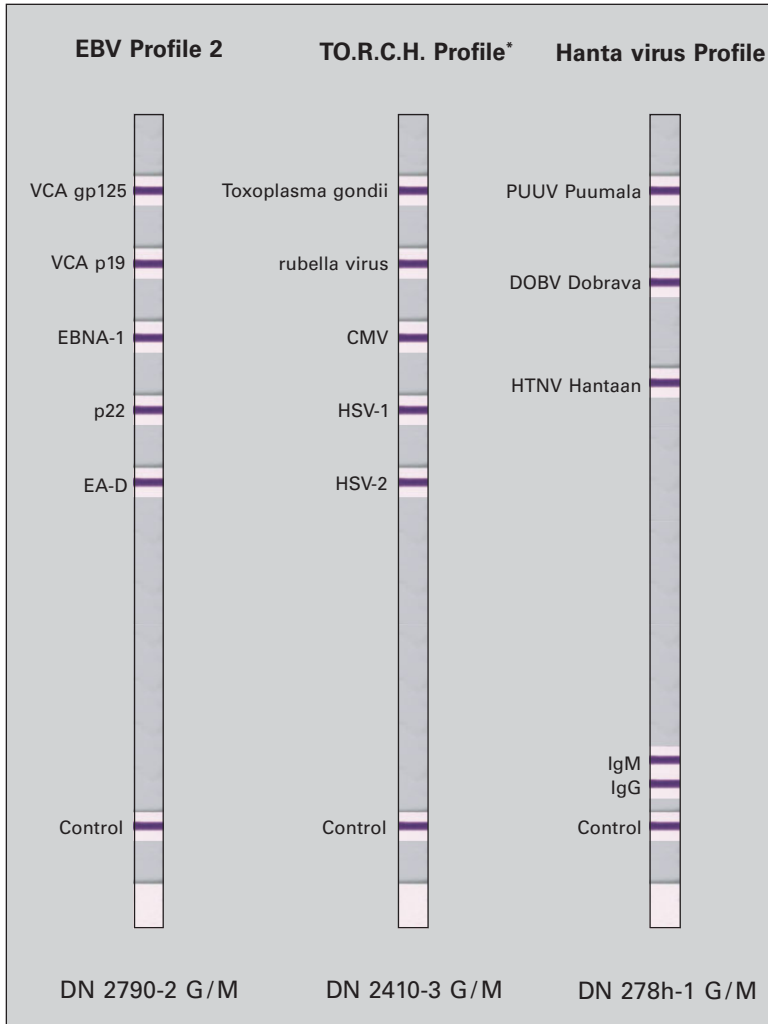 EBV Profile 2
VCA gp125
VCA p19
EBNA-1
p22
EA-D
Control
DN 2790-2 G/M
TO.R.C.H. Profile*
Toxoplasma gondii
rubella virus
CMV
HSV-1
HSV-2
Control
DN 2410-3 G/M
Hanta virus Profile
PUUV Puumala
DOBV Dobrava
HTNV Hantaan
IgM
IgG
Control
DN 278h-1 G/M